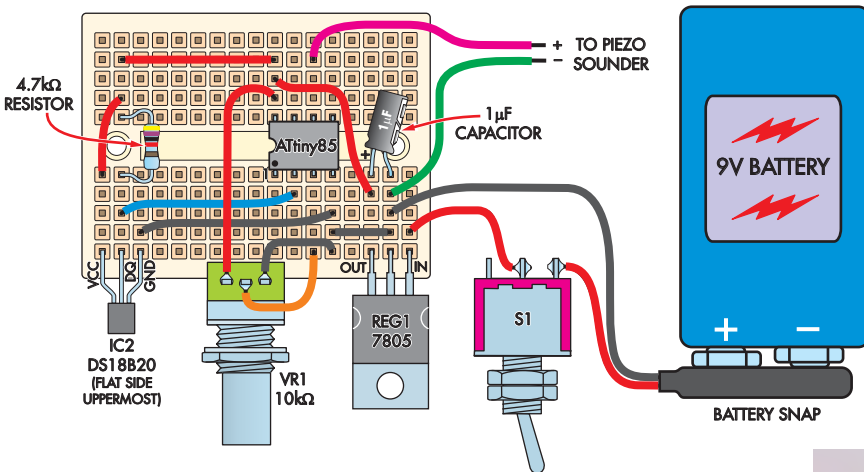 + TO PIEZO
– SOUNDER
4.7kΩ
RESISTOR
1µF
1µF
CAPACITOR
ATtiny85
+
9V BATTERY
VCC
DQ
GND
OUT
IN
IC2
DS18B20
(FLAT SIDE
UPPERMOST)
VR1
10kΩ
REG1
7805
S1
+ –
BATTERY SNAP